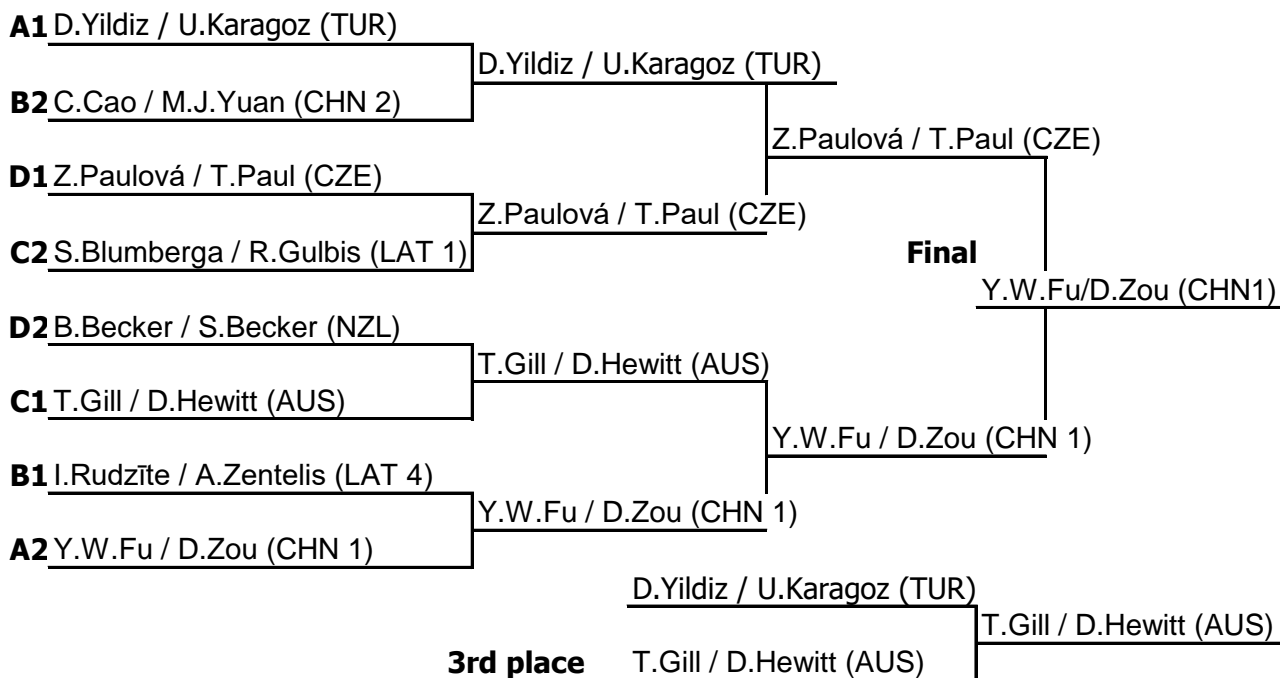 A1 D.Yildiz / U.Karagoz (TUR)
D.Yildiz / U.Karagoz (TUR)
B2 C.Cao / M.J.Yuan (CHN 2)
Z.Paulová / T.Paul (CZE)
D1 Z.Paulová / T.Paul (CZE)
Z.Paulová / T.Paul (CZE)
C2 S.Blumberga / R.Gulbis (LAT 1)
Final
Y.W.Fu/D.Zou (CHN1)
D2 B.Becker / S.Becker (NZL)
T.Gill / D.Hewitt (AUS)
C1 T.Gill / D.Hewitt (AUS)
Y.W.Fu / D.Zou (CHN 1)
B1 I.Rudzīte / A.Zentelis (LAT 4)
Y.W.Fu / D.Zou (CHN 1)
A2 Y.W.Fu / D.Zou (CHN 1)
D.Yildiz / U.Karagoz (TUR)
T.Gill / D.Hewitt (AUS)
3rd place T.Gill / D.Hewitt (AUS)